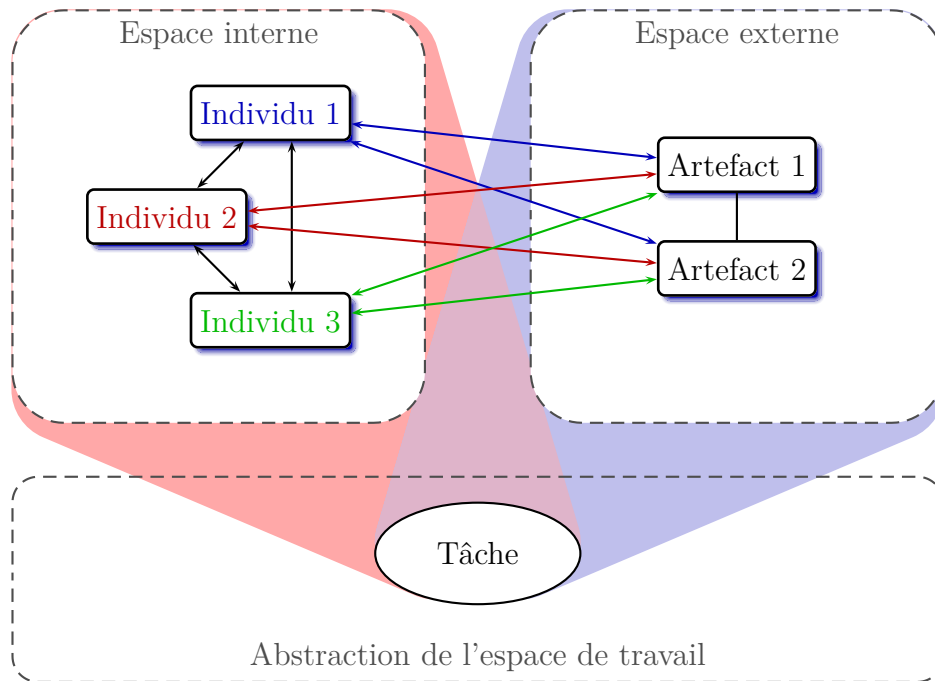 Espace interne
Espace externe
Individu 1
Artefact 1
Individu 2
Artefact 2
Individu 3
Tâche
Abstraction de l'espace de travail